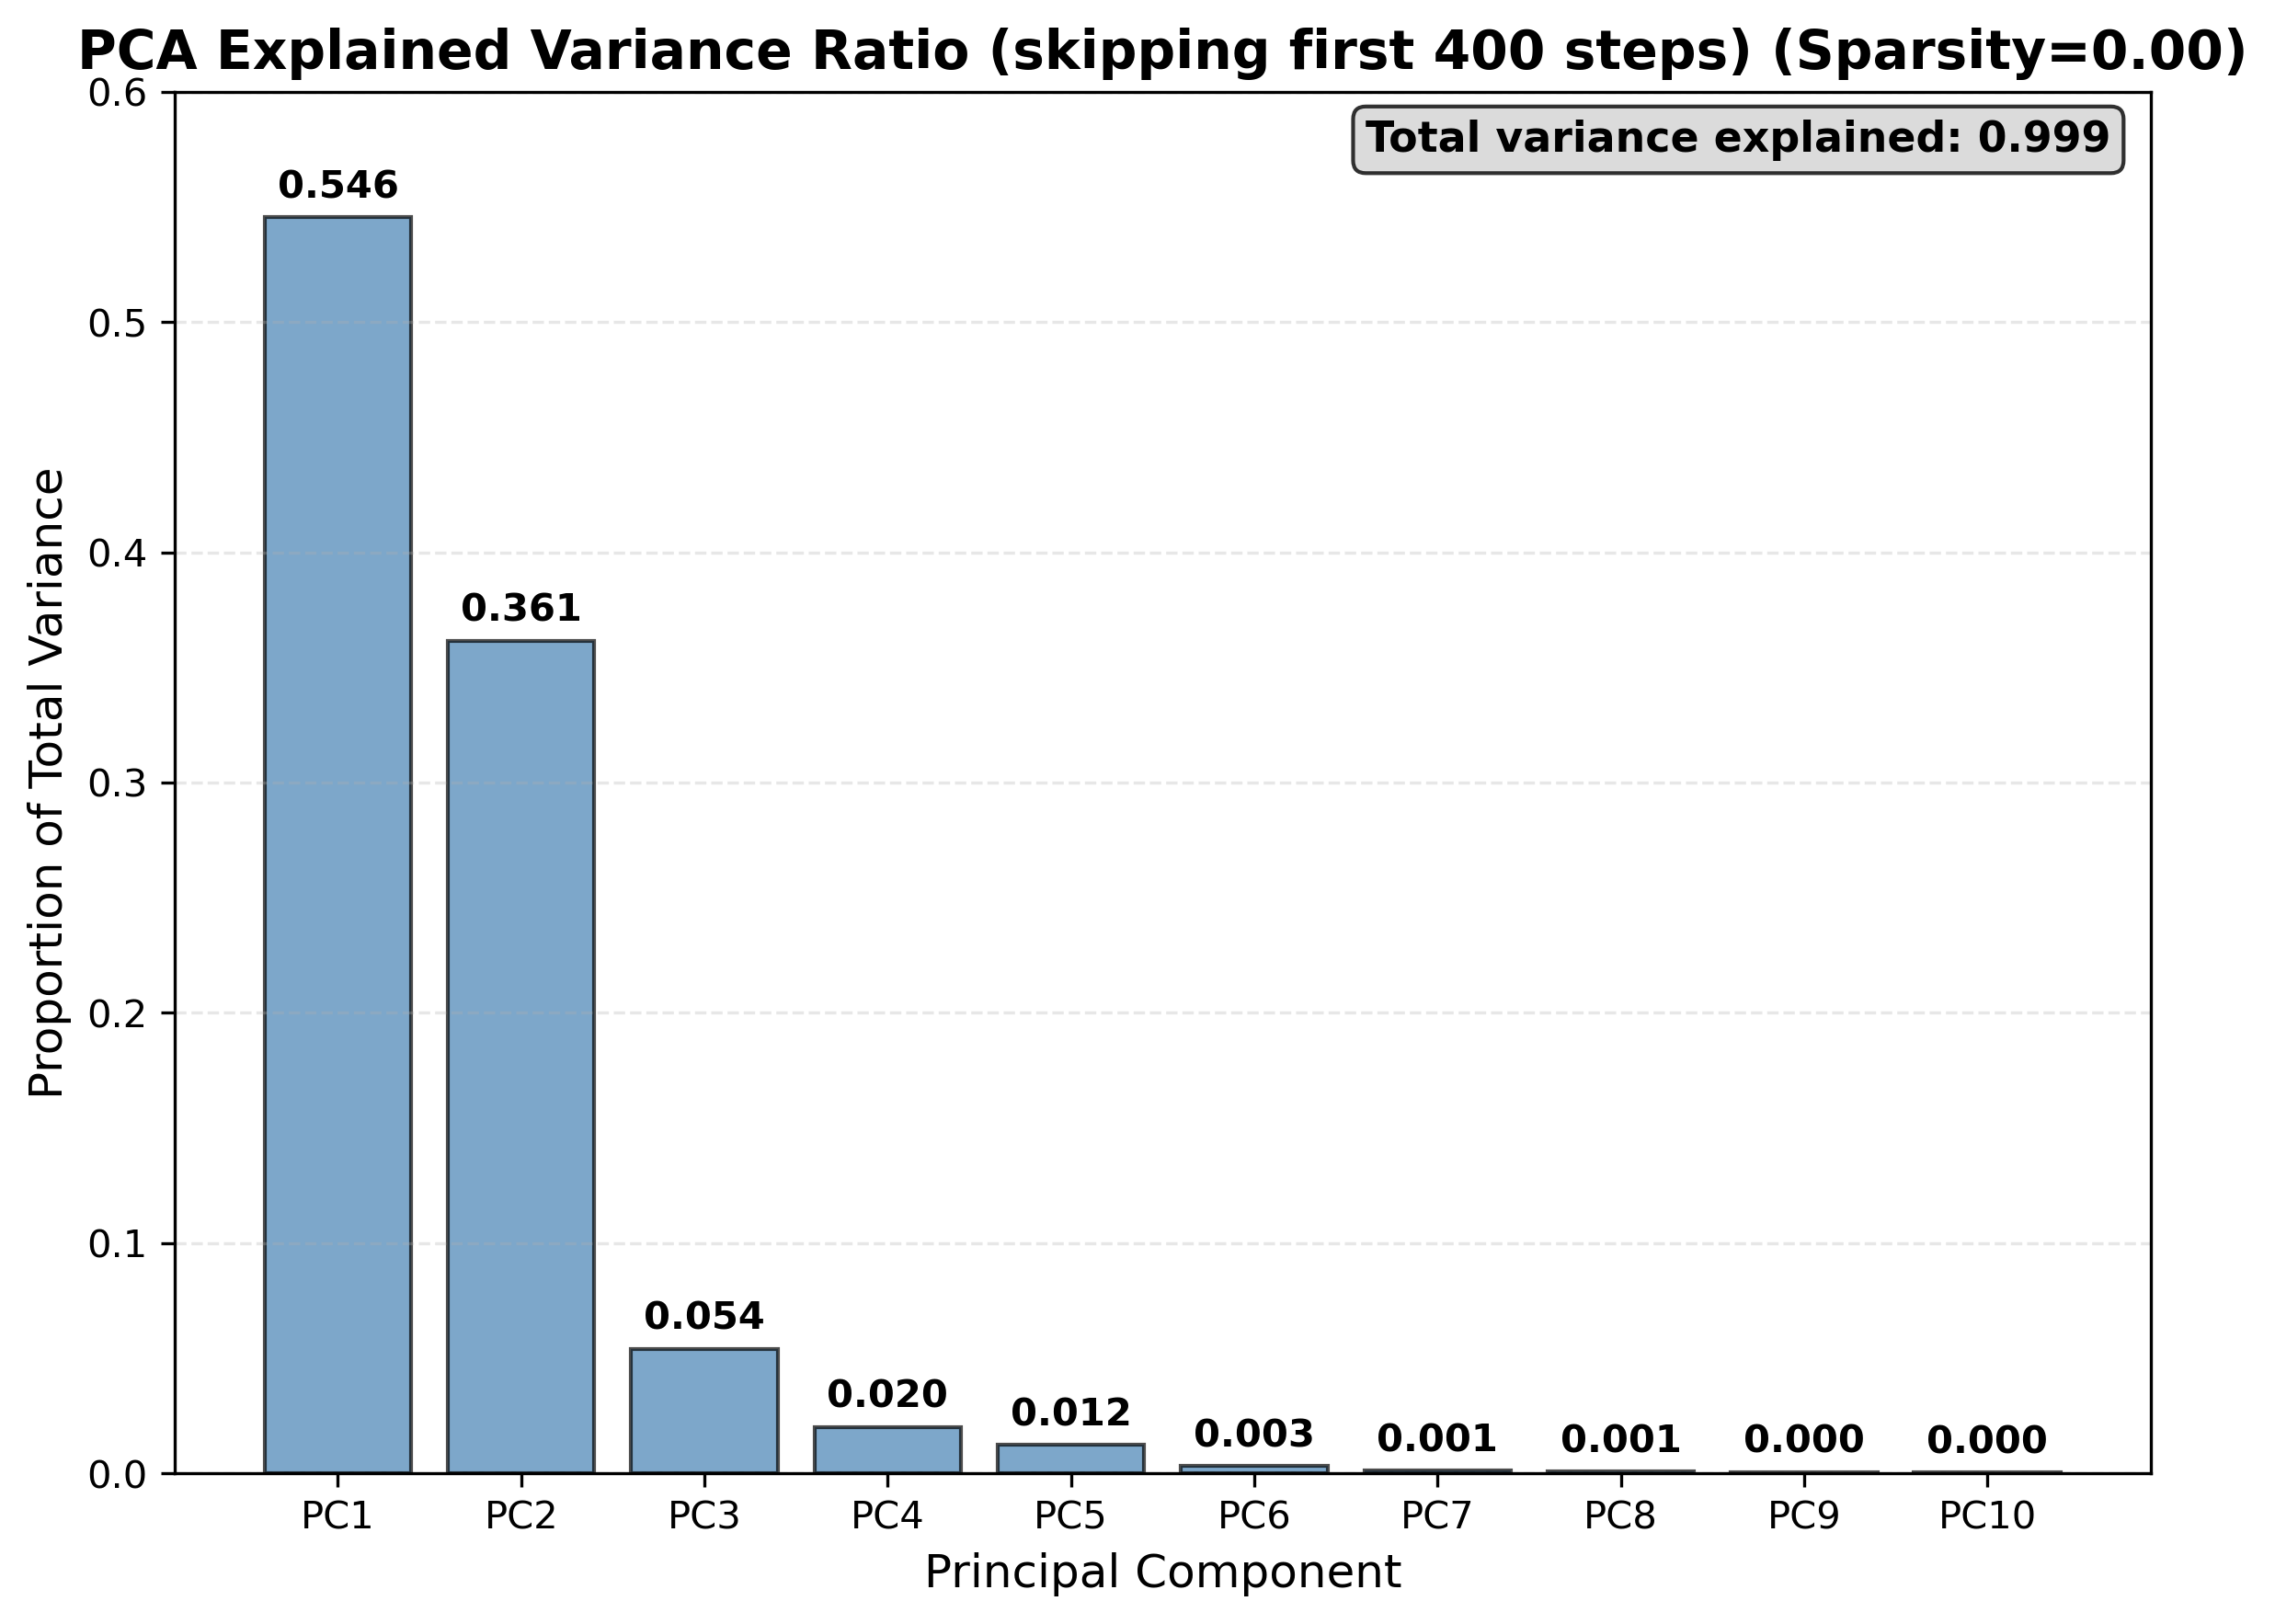 PCA Explained Variance Ratio (skipping first 400 steps) (Sparsity=0.00)
Total variance explained: 0.999
Proportion of Total Variance
0.6
0.5
0.4
0.3
0.2
0.1
0.0
0.546
0.361
0.054
0.020
0.012
0.003
0.001
0.001
0.000
0.000
PC1
PC2
PC3
PC4
PC5
PC6
PC7
PC8
PC9
PC10
Principal Component